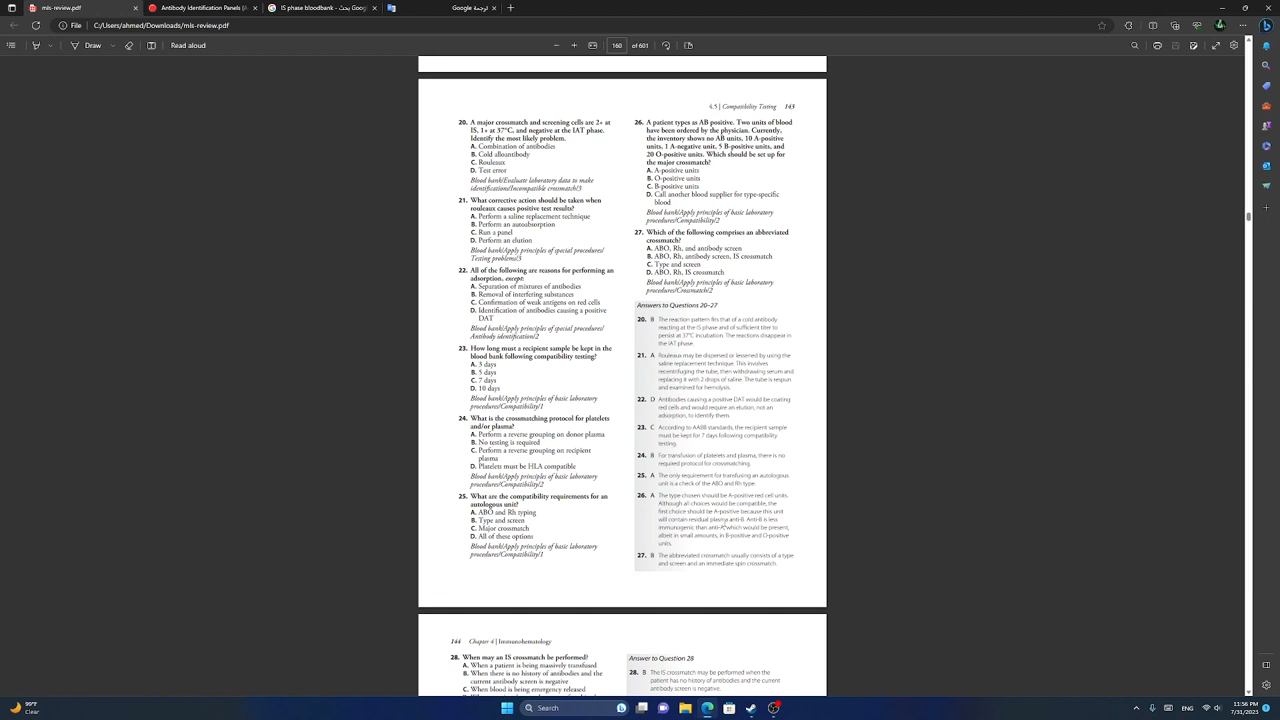 Google search
Identification Panels (
(9) Facebook
File
C:/Users/
/Downloads/MLS/review.pdf
Draw
Read aloud
160
of 601
4.5 | Compatibility Testing 143
20. A major crossmatch and screening cells are 2+ at
IS, 1+ at 37°C, and negative at the IAT phase.
Identify the most likely problem.
A. Combination of antibodies
B. Cold alloantibody
C. Rouleaux
D. Test error
Blood bank/Evaluate laboratory data to make
identification/Incompatible crossmatch/3
21. What corrective action should be taken when
rouleaux causes positive test results?
A. Perform a saline replacement technique
B. Perform an autoabsorption
C. Run a panel
D. Perform an elution
Blood bank/Apply principles of special procedures/
Testing problems/3
22. All of the following are reasons for performing an
adsorption, except:
A. Separation of mixtures of antibodies
B. Removal of interfering substances
C. Confirmation of weak antigens on red cells
D. Identification of antibodies causing a positive
DAT
Blood bank/Apply principles of special procedures/
Antibody identification/2
23. How long must a recipient sample be kept in the
blood bank following compatibility testing?
A. 3 days
B. 5 days
C. 7 days
D. 10 days
Blood bank/Apply principles of basic laboratory
procedures/Compatibility/1
24. What is the crossmatching protocol for platelets
and/or plasma?
A. Perform a reverse grouping on donor plasma
B. No testing is required
C. Perform a reverse grouping on recipient
plasma
D. Platelets must be HLA compatible
Blood bank/Apply principles of basic laboratory
procedures/Compatibility/2
25. What are the compatibility requirements for an
autologous unit?
A. ABO and Rh typing
B. Type and screen
C. Major crossmatch
D. All of these options
Blood bank/Apply principles of basic laboratory
procedures/Compatibility/1
26. A patient types as AB positive. Two units of blood
have been ordered by the physician. Currently,
the inventory shows no AB units, 10 A-positive
units, 1 A-negative unit, 5 B-positive units, and
20 O-positive units. Which should be set up for
the major crossmatch?
A. A-positive units
B. O-positive units
C. B-positive units
D. Call another blood supplier for type-specific
blood
Blood bank/Apply principles of basic laboratory
procedures/Compatibility/2
27. Which of the following comprises an abbreviated
crossmatch?
A. ABO, Rh, and antibody screen
B. ABO, Rh, antibody screen, IS crossmatch
C. Type and screen
D. ABO, Rh, IS crossmatch
Blood bank/Apply principles of basic laboratory
procedures/Crossmatch/2
Answers to Questions 20–27
20. B The reaction pattern fits that of a cold antibody
reacting at the IS phase and of sufficient titer to
persist at 37°C incubation. The reactions disappear in
the IAT phase.
21. A Rouleaux may be dispersed or lessened by using the
saline replacement technique. This involves
recentrifuging the tube, then withdrawing serum and
replacing it with 2 drops of saline. The tube is respun
and examined for hemolysis.
22. D Antibodies causing a positive DAT would be coating
red cells and would require an elution, not an
adsorption, to identify them.
23. C According to AABB standards, the recipient sample
must be kept for 7 days following compatibility
testing.
24. B For transfusion of platelets and plasma, there is no
required protocol for crossmatching.
25. A The only requirement for transfusing an autologous
unit is a check of the ABO and Rh type.
26. A The type chosen should be A-positive red cell units.
Although all choices would be compatible, the
first choice should be A-positive because this unit
will contain residual plasma anti-B. Anti-B is less
immunogenic than anti-A, which would be present,
albeit in small amounts, in B-positive and O-positive
units.
27. B The abbreviated crossmatch usually consists of a type
and screen and an immediate spin crossmatch.
144 Chapter 4 | Immunohematology
28. When may an IS crossmatch be performed?
A. When a patient is being massively transfused
B. When there is no history of antibodies and the
current antibody screen is negative
C. When blood is being emergency released
Answer to Question 28
28. B The IS crossmatch may be performed when the
patient has no history of antibodies and the current
antibody screen is negative.
59°F
Clear
Search
11:56 PM